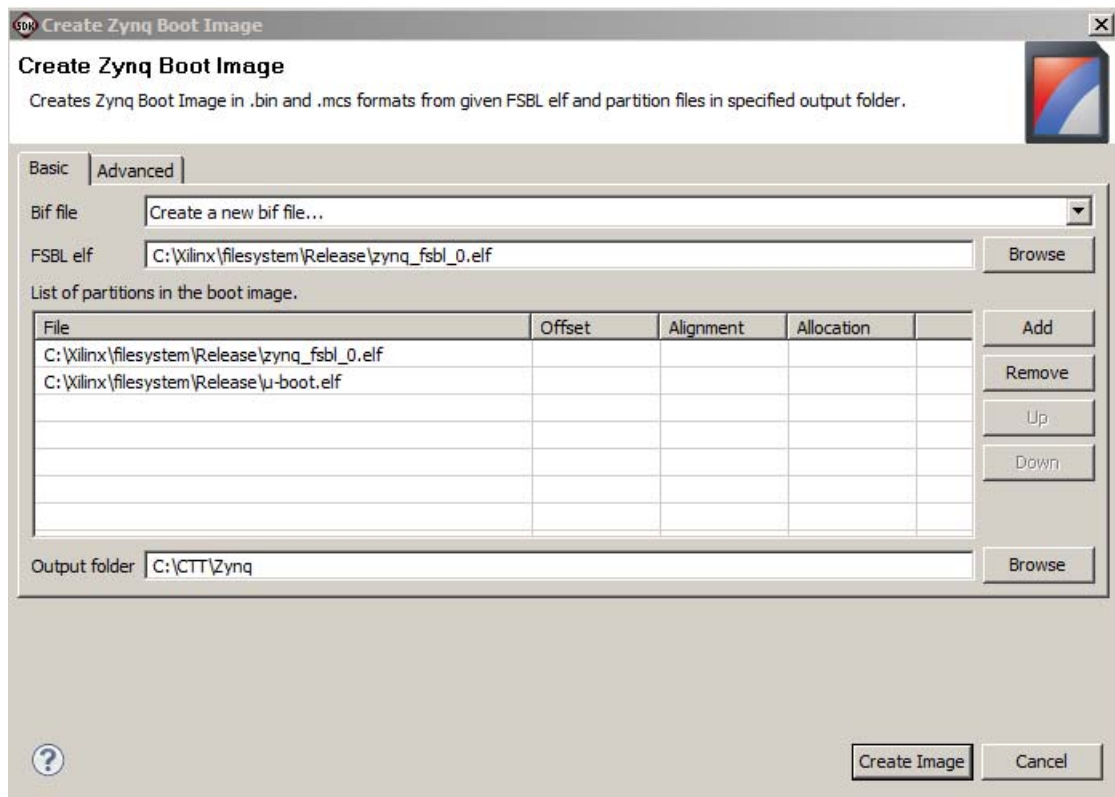 SDK Create Zynq Boot Image
Create Zynq Boot Image
Creates Zynq Boot Image in .bin and .mcs formats from given FSBL elf and partition files in specified output folder.
Basic Advanced
Bif file Create a new bif file...
FSBL elf C:\Xilinx\filesystem\Release\zynq_fsbl_0.elf Browse
List of partitions in the boot image.
File Offset Alignment Allocation Add
C:\Xilinx\filesystem\Release\zynq_fsbl_0.elf
C:\Xilinx\filesystem\Release\µ-boot.elf Remove
Up
Down
Output folder C:\CTT\Zynq Browse
? Create Image Cancel